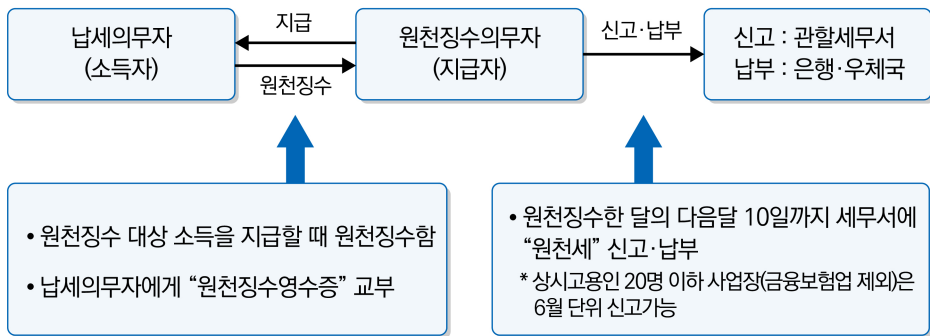 납세의무자
(소득자)
지급
원천징수
원천징수의무자
(지급자)
신고·납부
신고 : 관할세무서
납부 : 은행·우체국
• 원천징수 대상 소득을 지급할 때 원천징수함
• 납세의무자에게 “원천징수영수증” 교부
• 원천징수한 달의 다음달 10일까지 세무서에
“원천세” 신고·납부
* 상시고용인 20명 이하 사업장(금융보험업 제외)은
6월 단위 신고가능